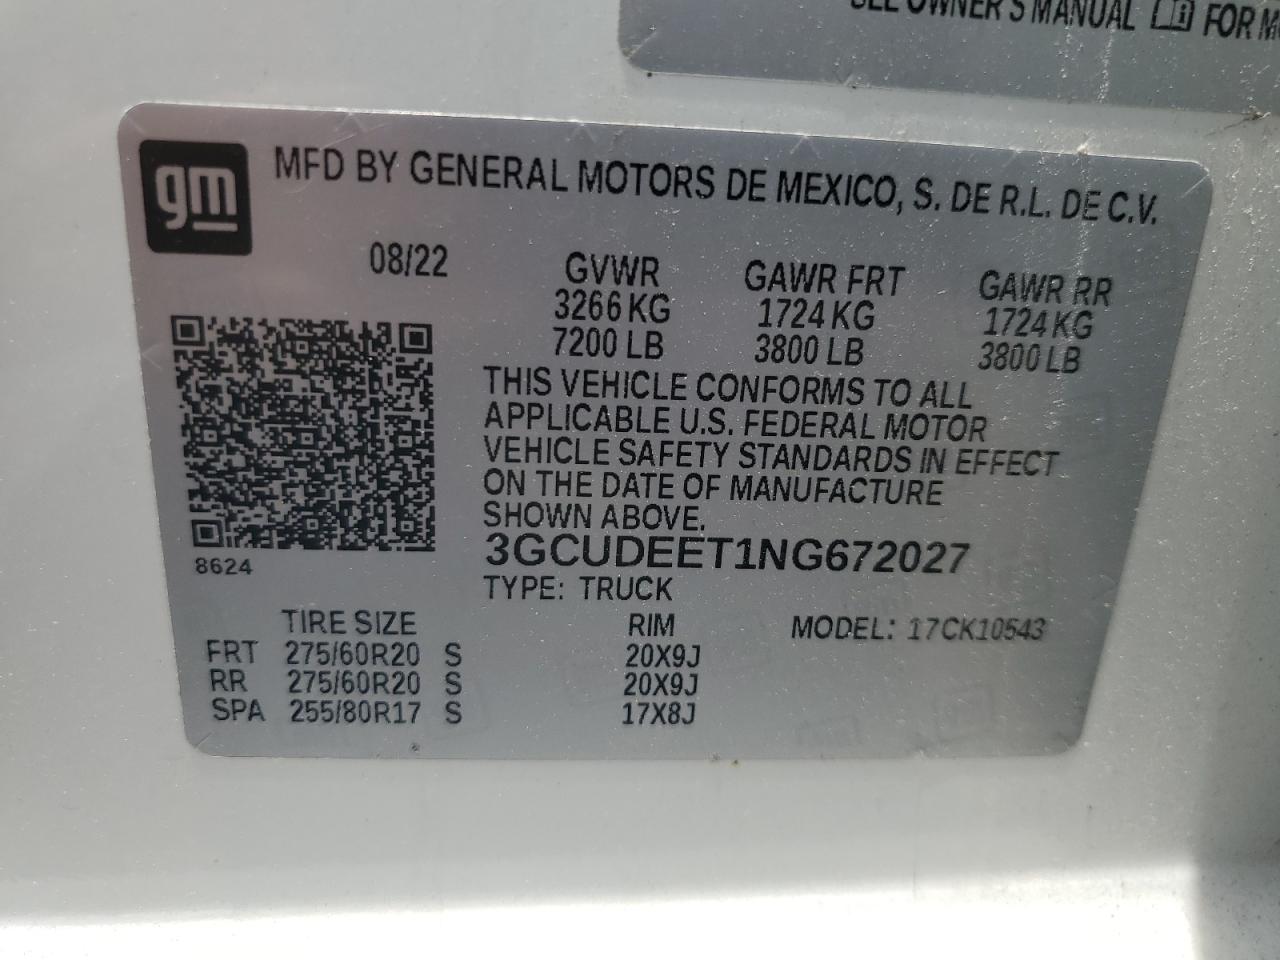 SEE OWNER'S MANUAL FOR
gm
MFD BY GENERAL MOTORS DE MEXICO, S. DE R.L. DE C.V.
08/22
GVWR GAWR FRT GAWR RR
3266 KG 1724 KG 1724 KG
7200 LB 3800 LB 3800 LB
THIS VEHICLE CONFORMS TO ALL
APPLICABLE U.S. FEDERAL MOTOR
VEHICLE SAFETY STANDARDS IN EFFECT
ON THE DATE OF MANUFACTURE
SHOWN ABOVE.
8624
3GCUDEET1NG672027
TYPE: TRUCK
TIRE SIZE RIM MODEL: 17CK10543
FRT 275/60R20 S 20X9J
RR 275/60R20 S 20X9J
SPA 255/80R17 S 17X8J